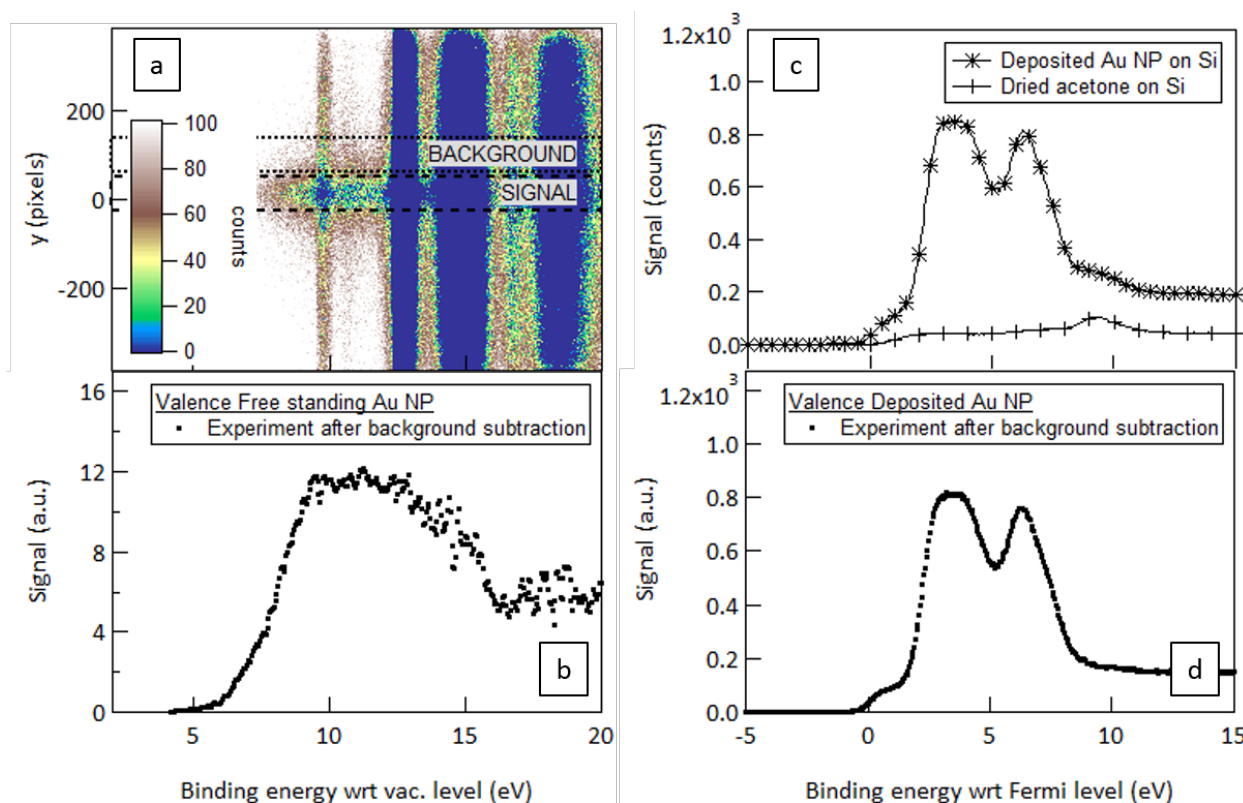 a
200
0
-200
y (pixels)
100
80
60
40
20
0
counts
BACKGROUND
SIGNAL
c
1.2x10³
1.0
0.8
0.6
0.4
0.2
0.0
Signal (counts)
Deposited Au NP on Si
Dried acetone on Si
b
16
12
8
4
0
Signal (a.u.)
Valence Free standing Au NP
Experiment after background subtraction
5
10
15
20
Binding energy wrt vac. level (eV)
d
1.2x10³
1.0
0.8
0.6
0.4
0.2
0.0
Signal (a.u.)
Valence Deposited Au NP
Experiment after background subtraction
-5
0
5
10
15
Binding energy wrt Fermi level (eV)